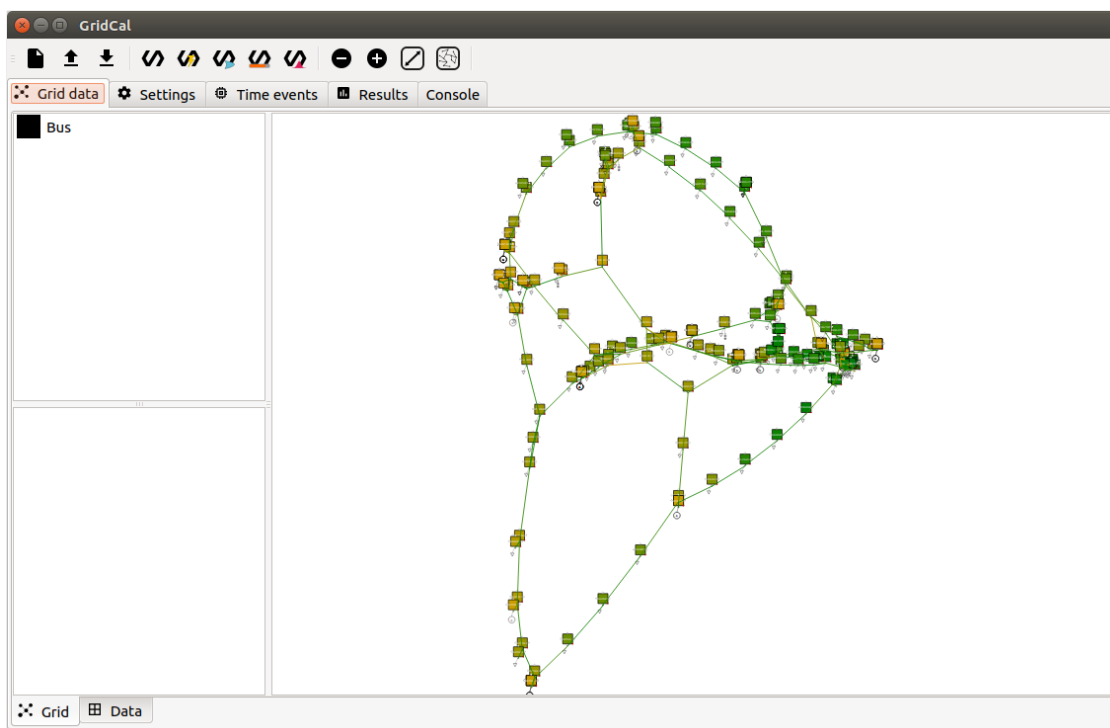 GridCal
Grid data Settings Time events Results Console
Bus
Grid Data